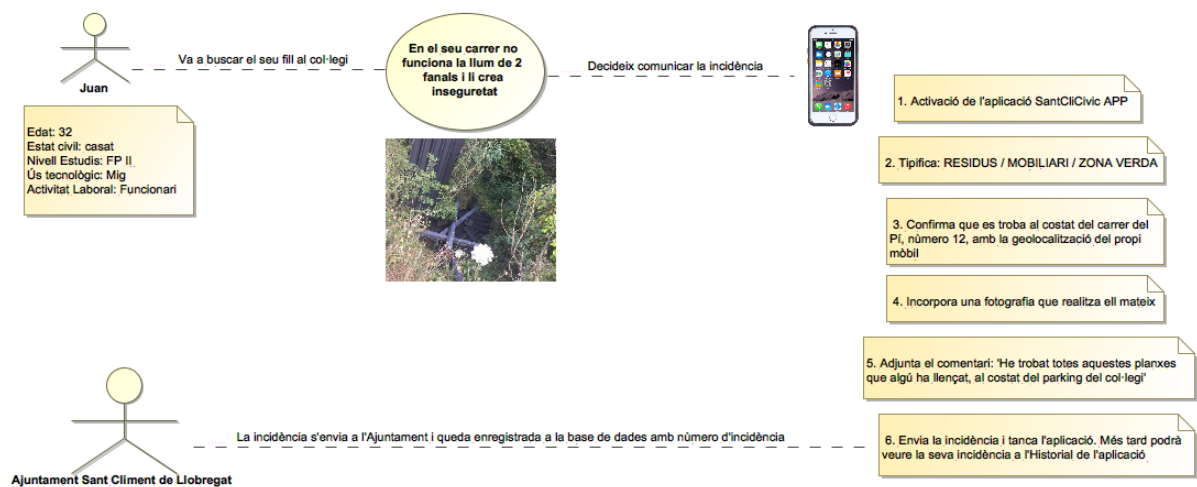 Juan
Edat: 32
Estat civil: casat
Nivell Estudis: FP II
Ús tecnològic: Mig
Activitat Laboral: Funcionari
Va a buscar el seu fill al col·legi
En el seu carrer no
funciona la llum de 2
fanals i li crea
inseguretat
Decideix comunicar la incidència
1. Activació de l'aplicació SantCliCivic APP
2. Tipifica: RESIDUS / MOBILIARI / ZONA VERDA
3. Confirma que es troba al costat del carrer del
Pí, nùmero 12, amb la geolocalització del propi
mòbil
4. Incorpora una fotografia que realitza ell mateix
5. Adjunta el comentari: 'He trobat totes aquestes planxes
que algú ha llençat, al costat del parking del col·legi'
6. Envia la incidència i tanca l'aplicació. Més tard podrà
veure la seva incidència a l'Historial de l'aplicació
La incidència s'envia a l'Ajuntament i queda enregistrada a la base de dades amb nùmero d'incidència
Ajuntament Sant Climent de Llobregat